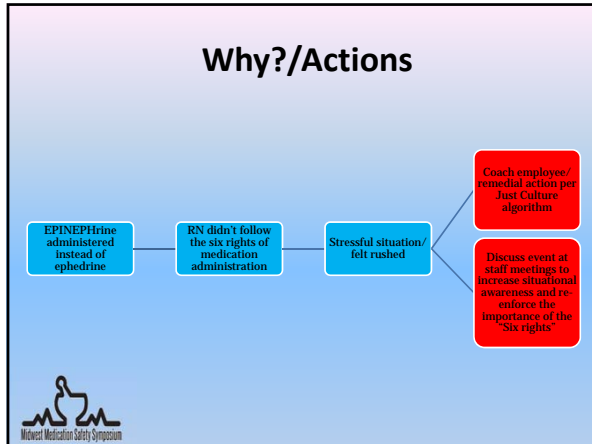 Why?/Actions
EPINEPHrine
administered
instead of
ephedrine
RN didn't follow
the six rights of
medication
administration
Stressful situation/
felt rushed
Coach employee/
remedial action per
Just Culture
algorithm
Discuss event at
staff meetings to
increase situational
awareness and re-
enforce the
importance of the
"Six rights"
Midwest Medication Safety Symposium